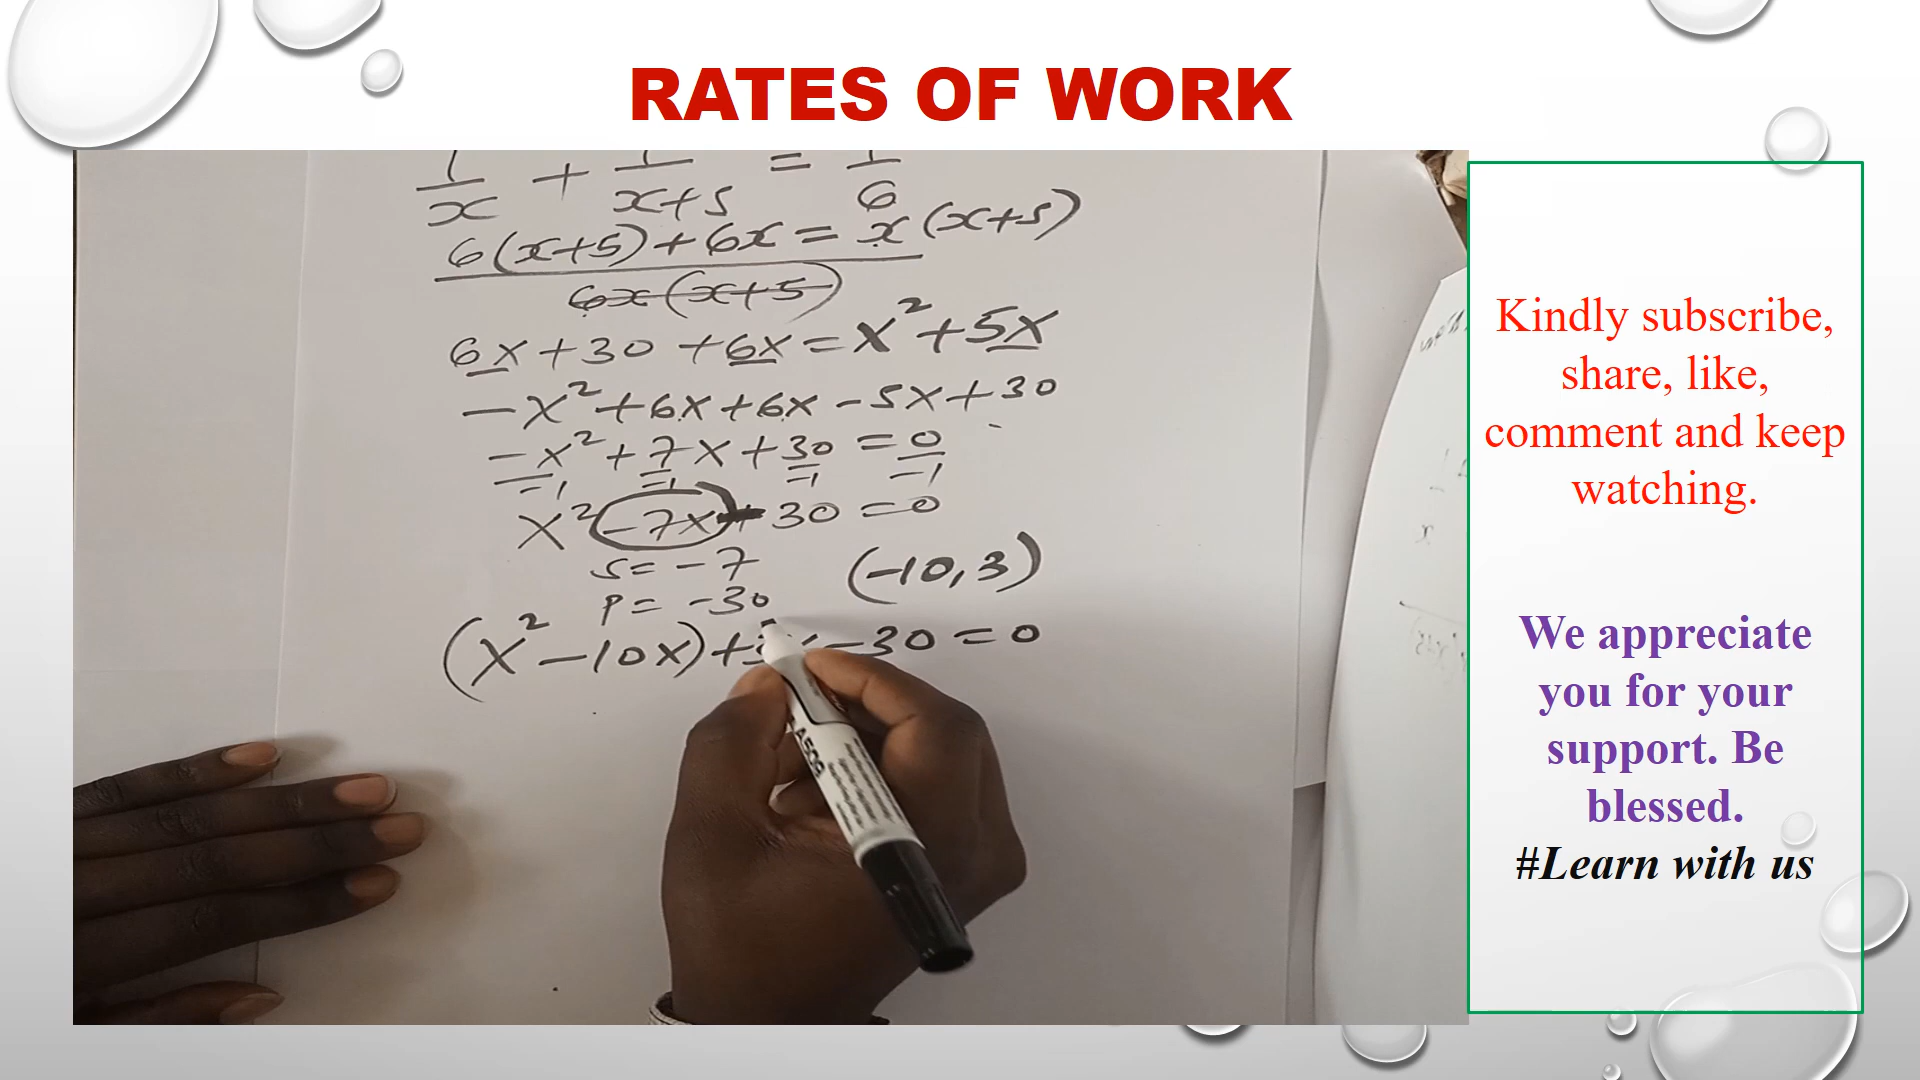 RATES OF WORK
1/x + 1/x+5 = 1/6
6(x+5)+6x = x(x+5)
6x(x+5)
6x+30 +6x = x²+5x
-x²+6x+6x-5x+30
-x²+7x+30 = 0
-1 -1 -1 -1
x²-7x-30 = 0
s = -7 (-10, 3)
p = -30
(x²-10x)+3x-30 = 0
Kindly subscribe,
share, like,
comment and keep
watching.
We appreciate
you for your
support. Be
blessed.
#Learn with us